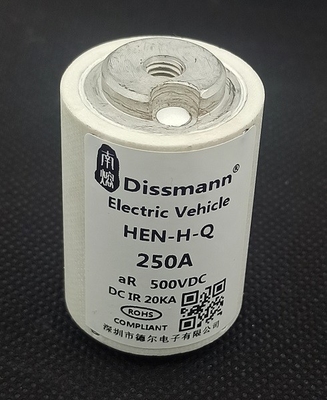 南熔 Dissmann®
Electric Vehicle
HEN-H-Q
250A
aR 500VDC
DC IR 20KA
ROHS
COMPLIANT
深圳市德尔电子有限公司